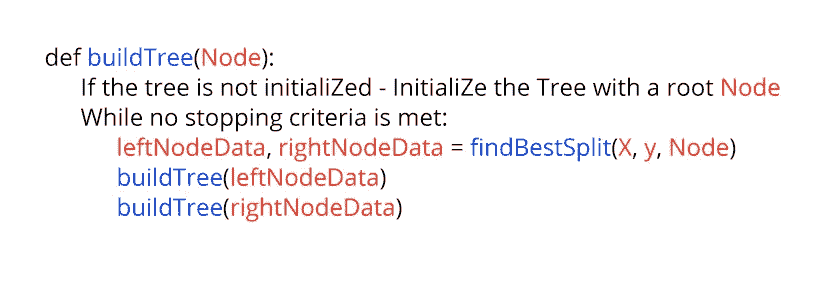 def buildTree(Node):
If the tree is not initialiZed - InitialiZe the Tree with a root Node
While no stopping criteria is met:
leftNodeData, rightNodeData = findBestSplit(X, y, Node)
buildTree(leftNodeData)
buildTree(rightNodeData)